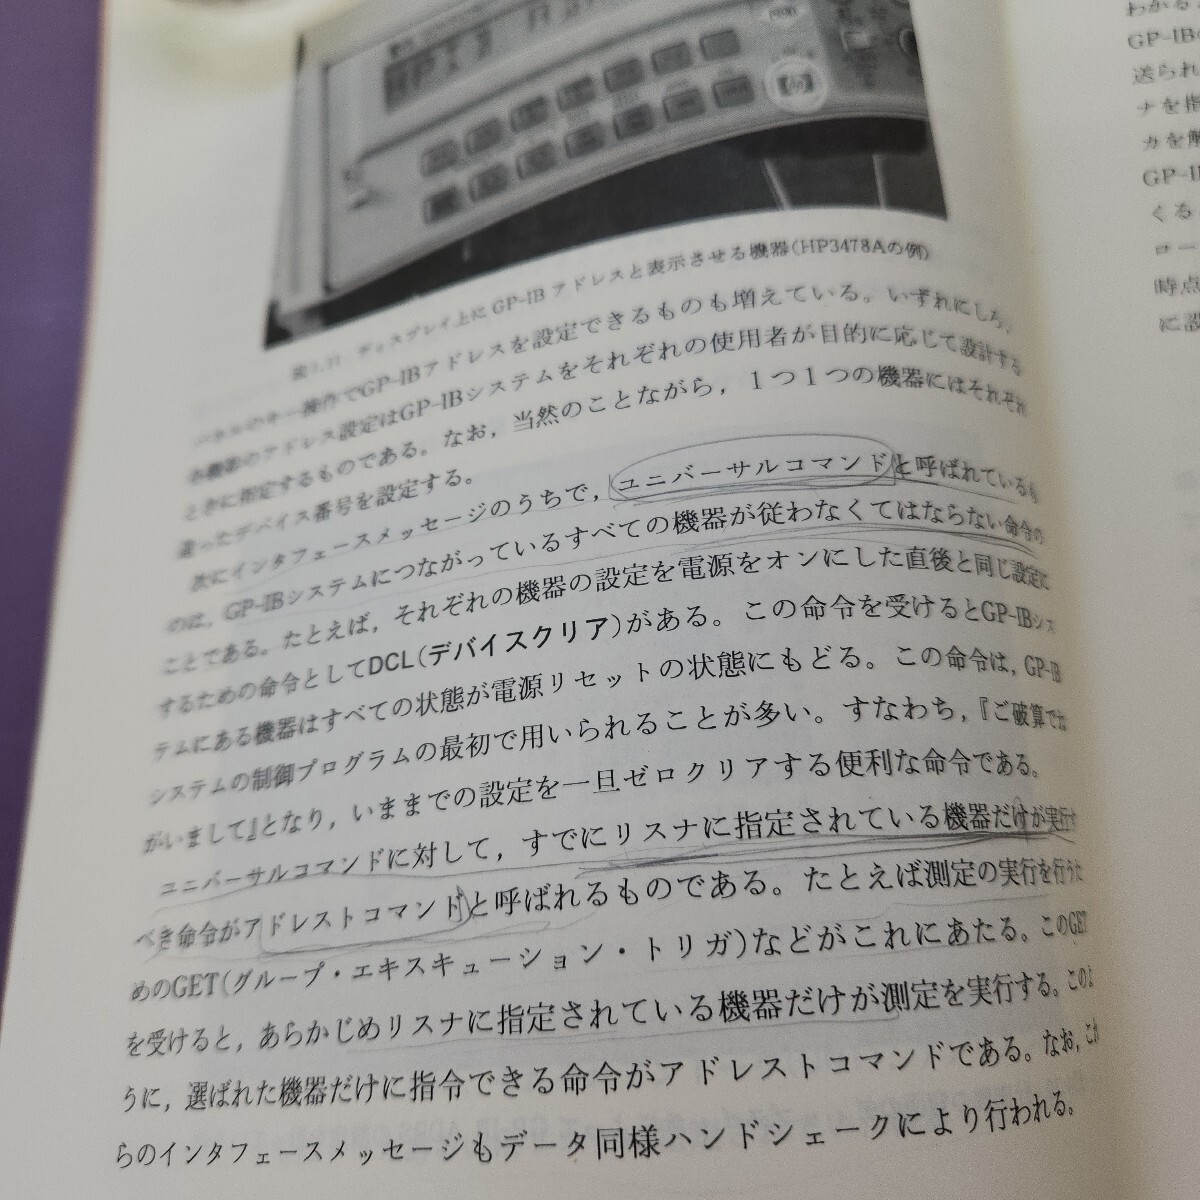 図1.11 ディスプレイ上にGP-IBアドレスと表示させる機器(HP3478Aの例)
パネルのキー操作でGP-IBアドレスを設定できるものも増えている。いずれにしろ,
各機器のアドレス設定はGP-IBシステムをそれぞれの使用者が目的に応じて設計する
ときに指定するものである。なお,当然のことながら,1つ1つの機器にはそれぞれ
違ったデバイス番号を設定する。
次にインタフェースメッセージのうちで,ユニバーサルコマンドと呼ばれているも
のは,GP-IBシステムにつながっているすべての機器が従わなくてはならない命令の
ことである。たとえば,それぞれの機器の設定を電源をオンにした直後と同じ設定に
するための命令としてDCL(デバイスクリア)がある。この命令を受けるとGP-IBシス
テムにある機器はすべての状態が電源リセットの状態にもどる。この命令は,GP-IB
システムの制御プログラムの最初で用いられることが多い。すなわち,『ご破算でね
がいまして』となり,いままでの設定を一旦ゼロクリアする便利な命令である。
ユニバーサルコマンドに対して,すでにリスナに指定されている機器だけが実行す
べき命令がアドレストコマンドと呼ばれるものである。たとえば測定の実行を行うた
めのGET(グループ・エキスキューション・トリガ)などがこれにあたる。このGET
を受けると,あらかじめリスナに指定されている機器だけが測定を実行する。このよ
うに,選ばれた機器だけに指令できる命令がアドレストコマンドである。なお,これ
らのインタフェースメッセージもデータ同様ハンドシェークにより行われる。
わかる
GP-IBの
送られ
ナを指
カを解
GP-I
くる
ロー
時点
に設